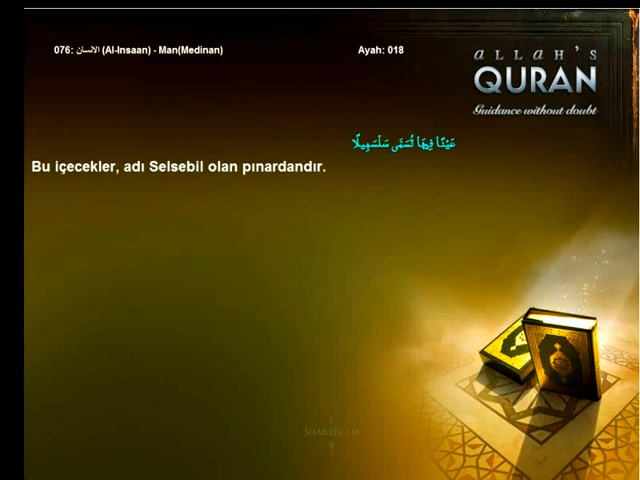 076: الانسان (Al-Insaan) - Man(Medinan) Ayah: 018
ALLAH'S
QURAN
Guidance without doubt
عَيْنًا فِيهَا تُسَمَّى سَلْسَبِيلًا
Bu içecekler, adı Selsebil olan pınardandır.
SHARIISLAM